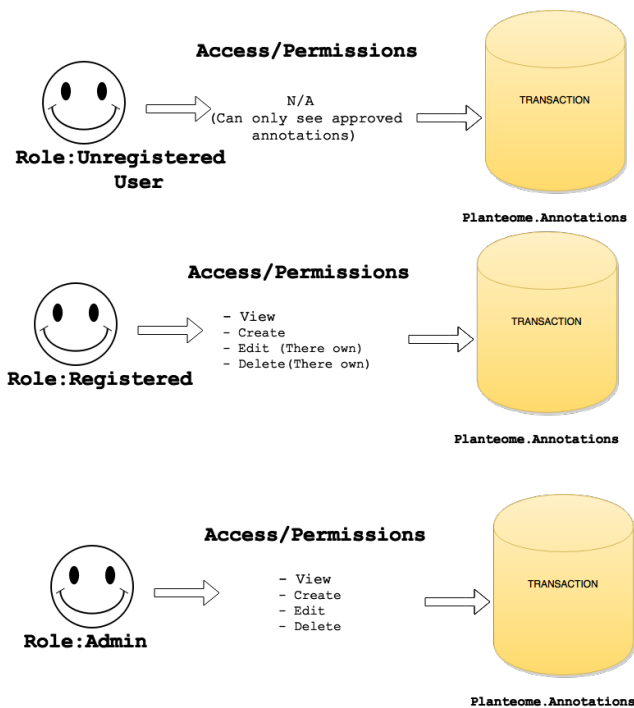 Access/Permissions
N/A
(Can only see approved
annotations)
TRANSACTION
Role:Unregistered
User
Planteome.Annotations
Access/Permissions
- View
- Create
- Edit (There own)
- Delete(There own)
TRANSACTION
Role:Registered
Planteome.Annotations
Access/Permissions
- View
- Create
- Edit
- Delete
TRANSACTION
Role:Admin
Planteome.Annotations